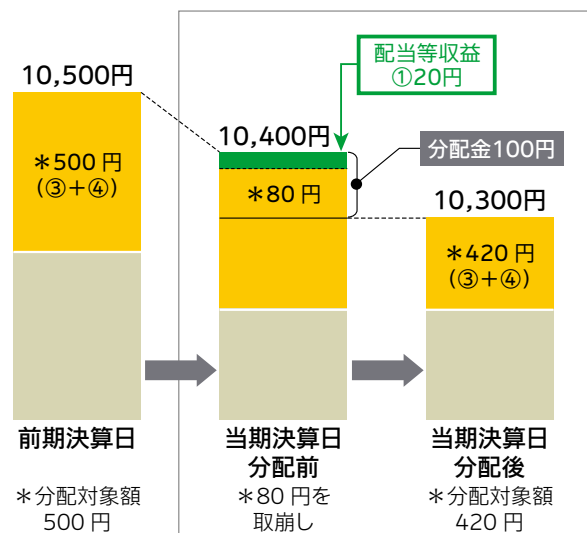 配当等収益
①20円
10,500円
10,400円
分配金100円
＊500 円
(③＋④)
＊80 円
10,300円
＊420 円
(③＋④)
前期決算日
当期決算日
分配前
当期決算日
分配後
＊分配対象額
500 円
＊80 円を
取崩し
＊分配対象額
420 円